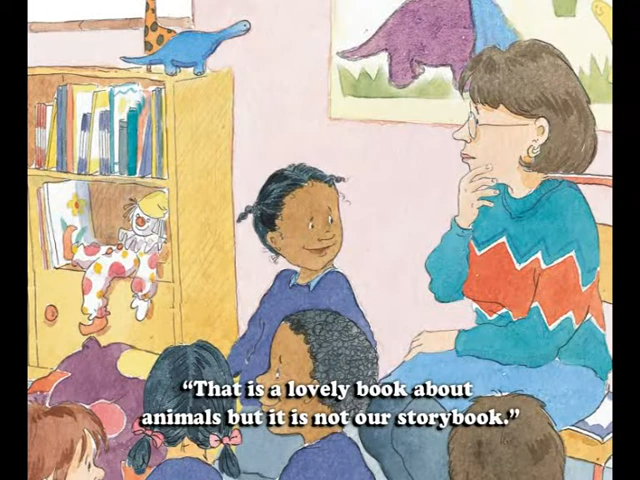 “That is a lovely book about
animals but it is not our storybook.”